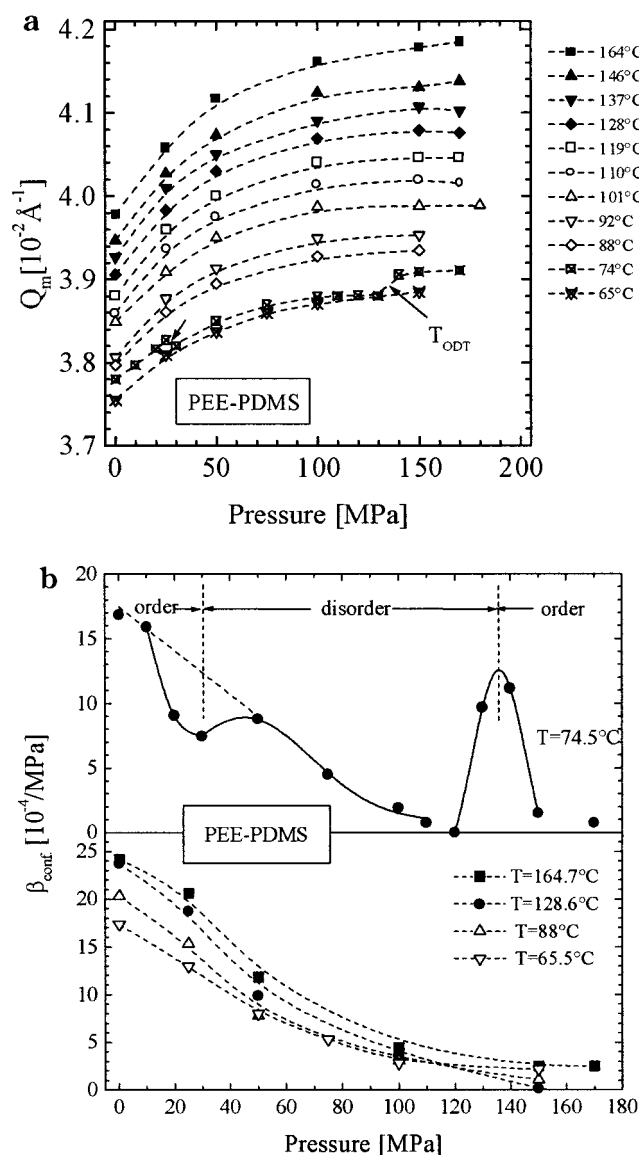 a
4.2
4.1
4.0
3.9
3.8
3.7
Q_m [10⁻² Å⁻¹]
164°C
146°C
137°C
128°C
119°C
110°C
101°C
92°C
88°C
74°C
65°C
T_ODT
PEE-PDMS
0 50 100 150 200
Pressure [MPa]
b
20
15
10
5
0
order disorder order
T=74.5°C
PEE-PDMS
β_conf. [10⁻⁴/MPa]
25
20
15
10
5
0
T=164.7°C
T=128.6°C
T=88°C
T=65.5°C
0 20 40 60 80 100 120 140 160 180
Pressure [MPa]